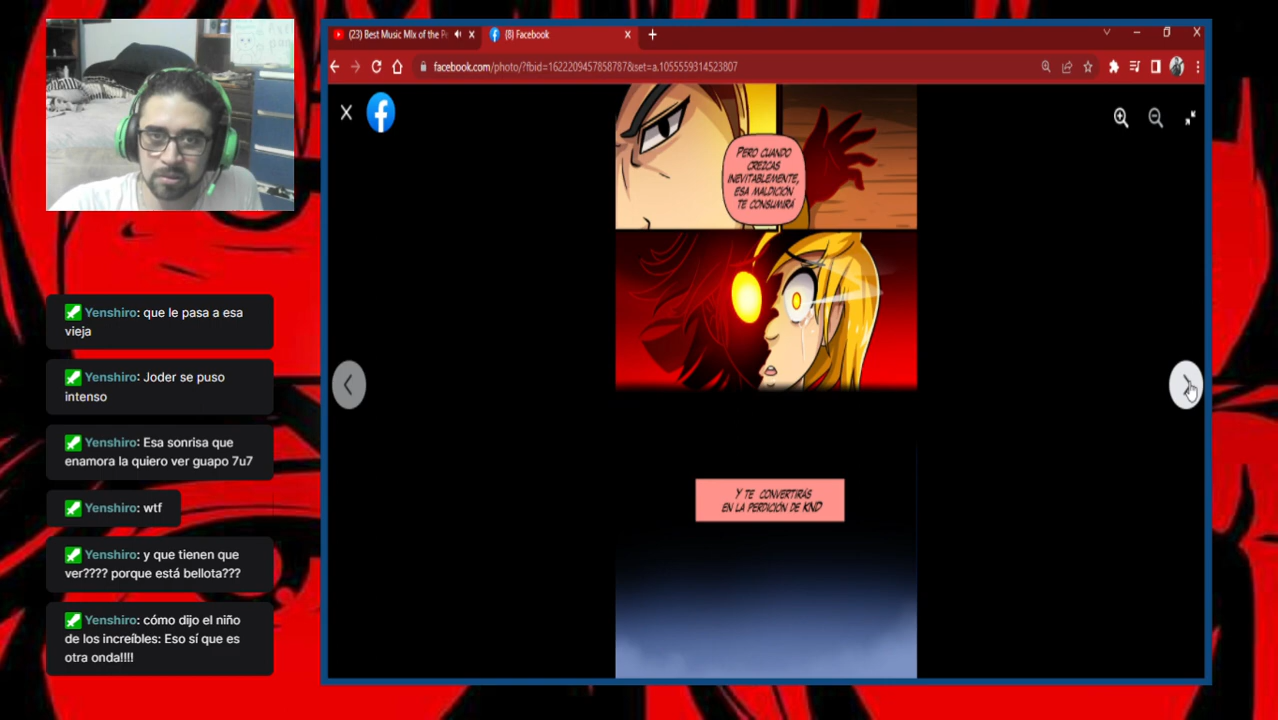 (23) Best Music MIx of the Pe
(8) Facebook
facebook.com/photo/?fbid=1622209457858787&set=a.1055559314523807
PERO CUANDO
CREZCAS
INEVITABLEMENTE,
ESA MALDICIÓN
TE CONSUMIRÁ
Y TE CONVERTIRÁS
EN LA PERDICIÓN DE KND
Yenshiro: que le pasa a esa
vieja
Yenshiro: Joder se puso
intenso
Yenshiro: Esa sonrisa que
enamora la quiero ver guapo 7u7
Yenshiro: wtf
Yenshiro: y que tienen que
ver???? porque está bellota???
Yenshiro: cómo dijo el niño
de los increíbles: Eso sí que es
otra onda!!!!